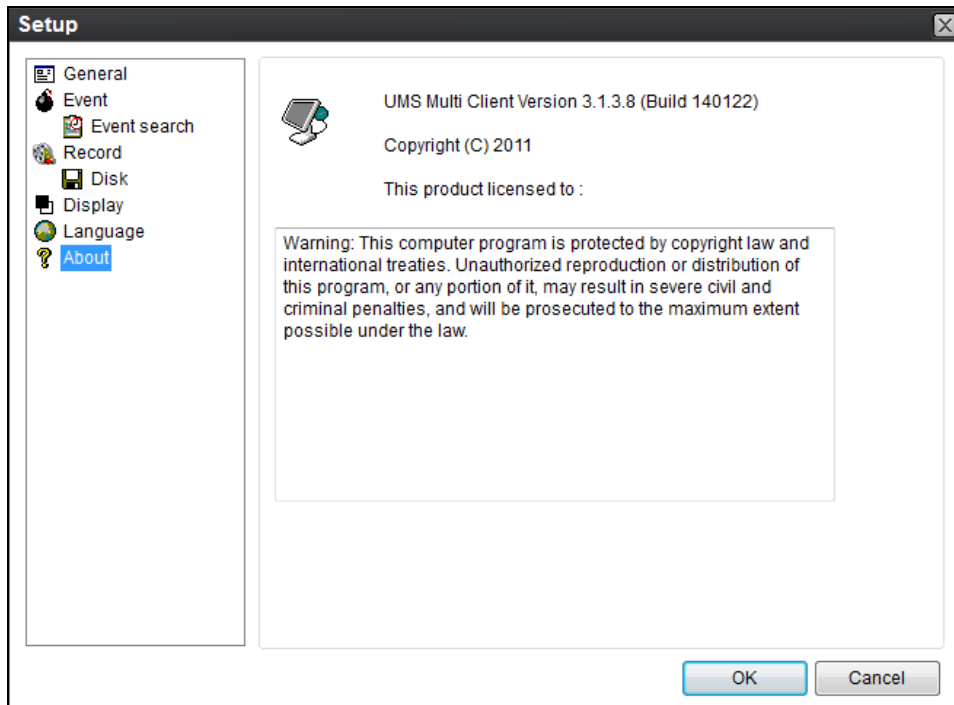 Setup
General
Event
Event search
Record
Disk
Display
Language
About
UMS Multi Client Version 3.1.3.8 (Build 140122)
Copyright (C) 2011
This product licensed to :
Warning: This computer program is protected by copyright law and
international treaties. Unauthorized reproduction or distribution of
this program, or any portion of it, may result in severe civil and
criminal penalties, and will be prosecuted to the maximum extent
possible under the law.
OK
Cancel